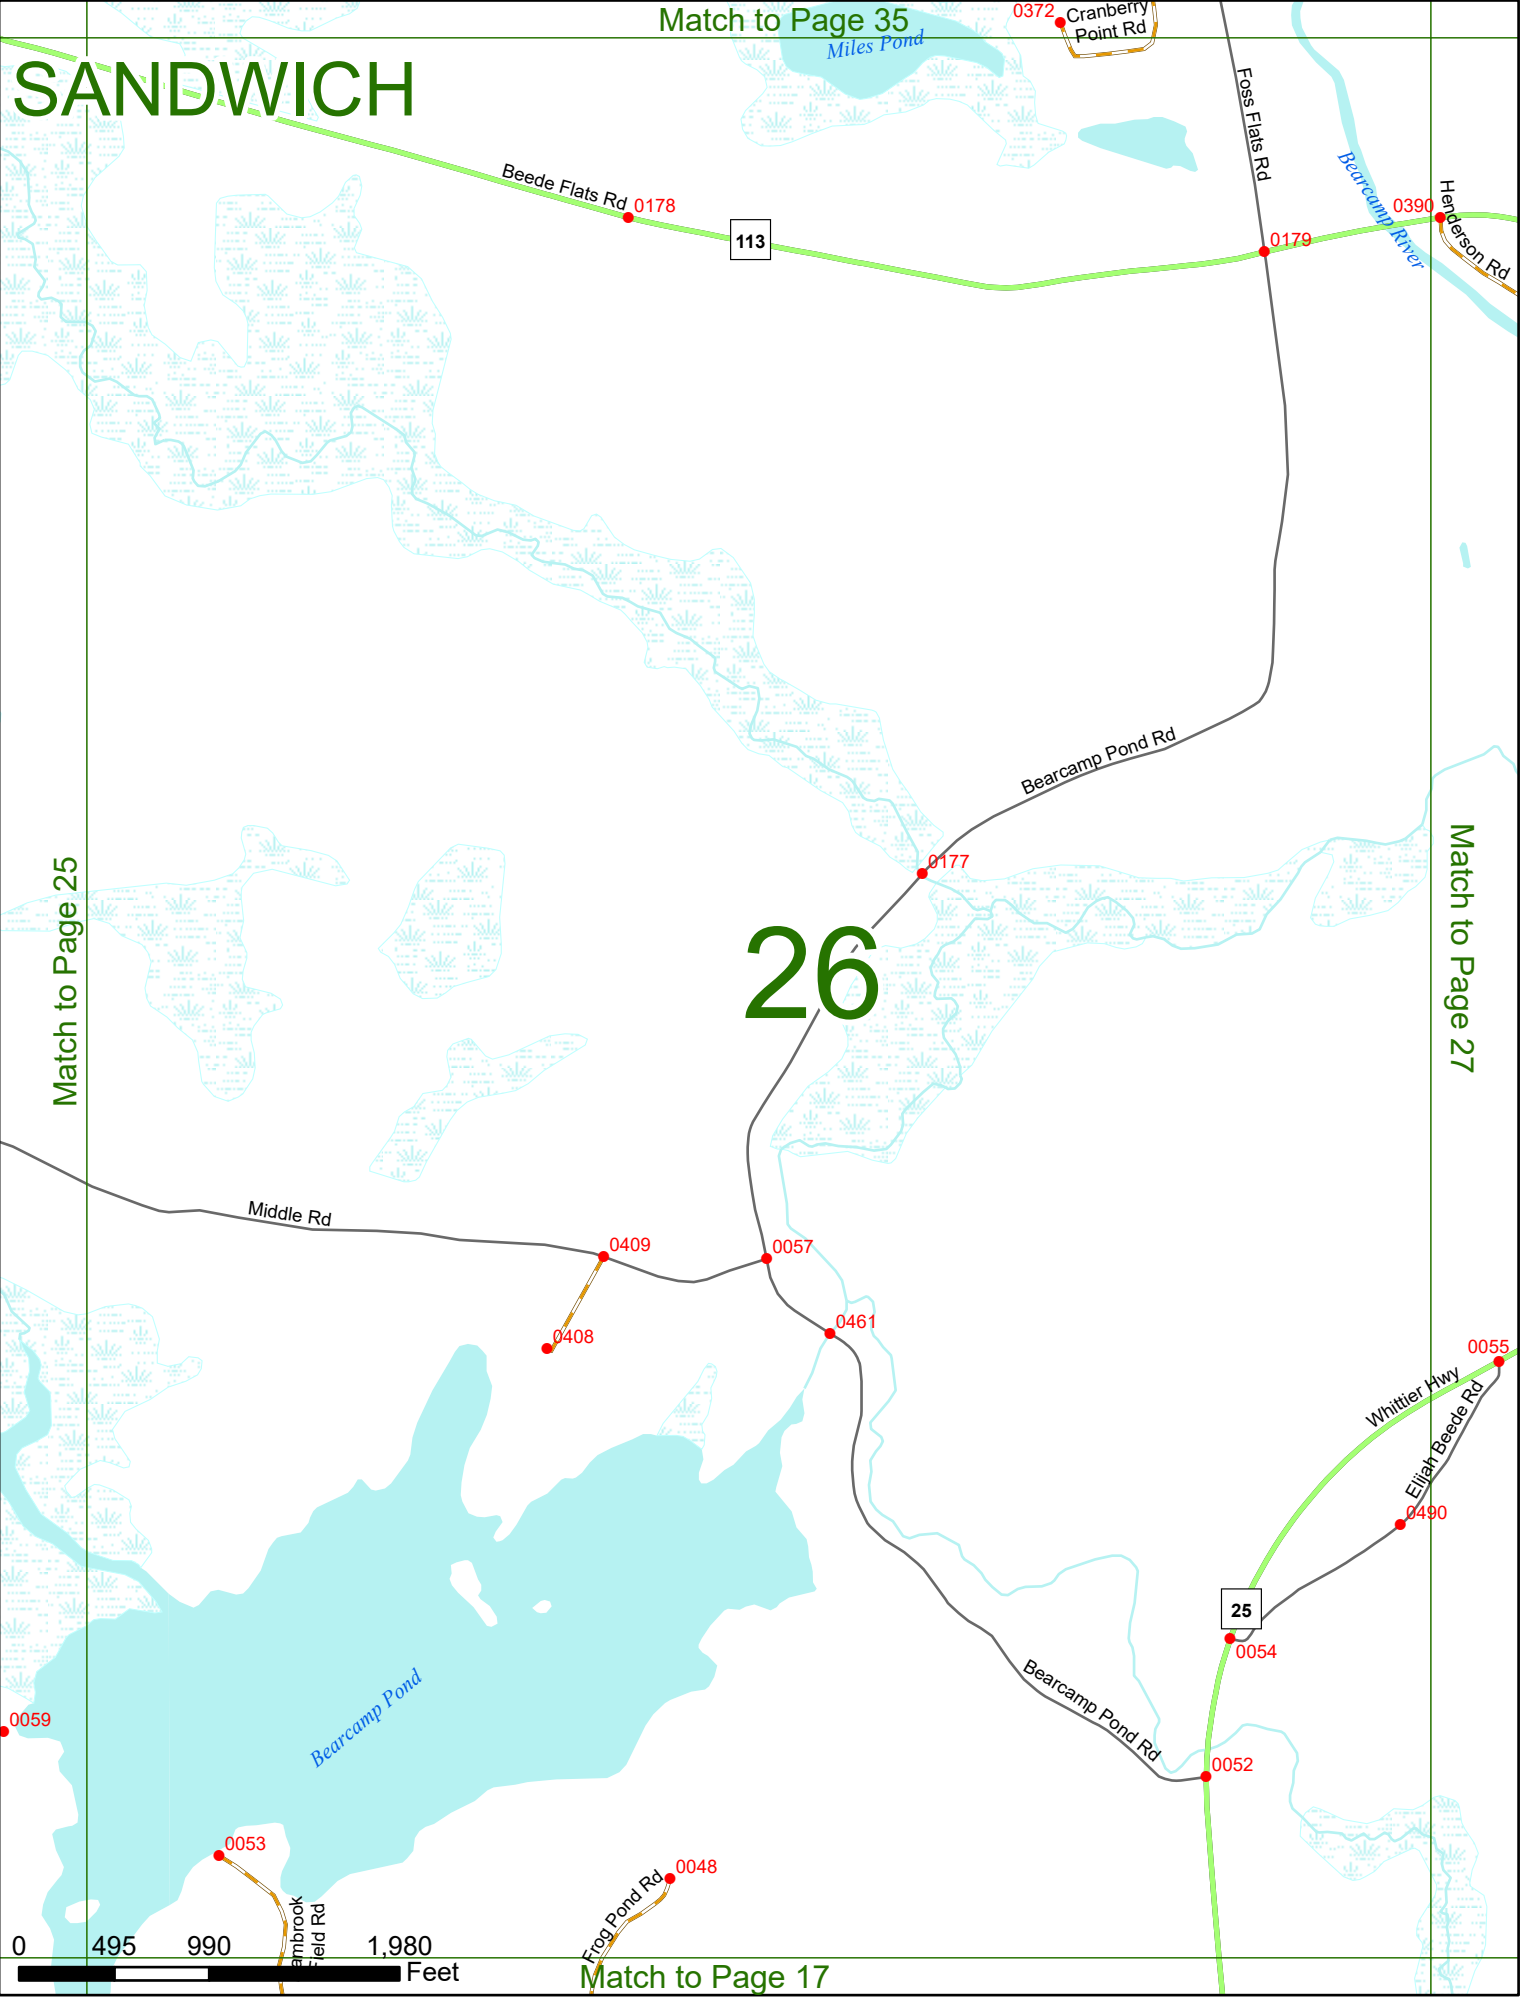 Match to Page 35
0372
Cranberry
Point Rd
Miles Pond
SANDWICH
Foss Flats Rd
Bearcamp River
Beede Flats Rd
0178
113
0179
0390
Henderson Rd
Bearcamp Pond Rd
0177
Match to Page 25
26
Match to Page 27
Middle Rd
0409
0057
0408
0461
0055
Whittier Hwy
Elijah Beede Rd
0490
25
0054
Bearcamp Pond
Bearcamp Pond Rd
0059
0052
0053
0048
ambrook
Field Rd
Frog Pond Rd
0 495 990 1,980
Feet
Match to Page 17